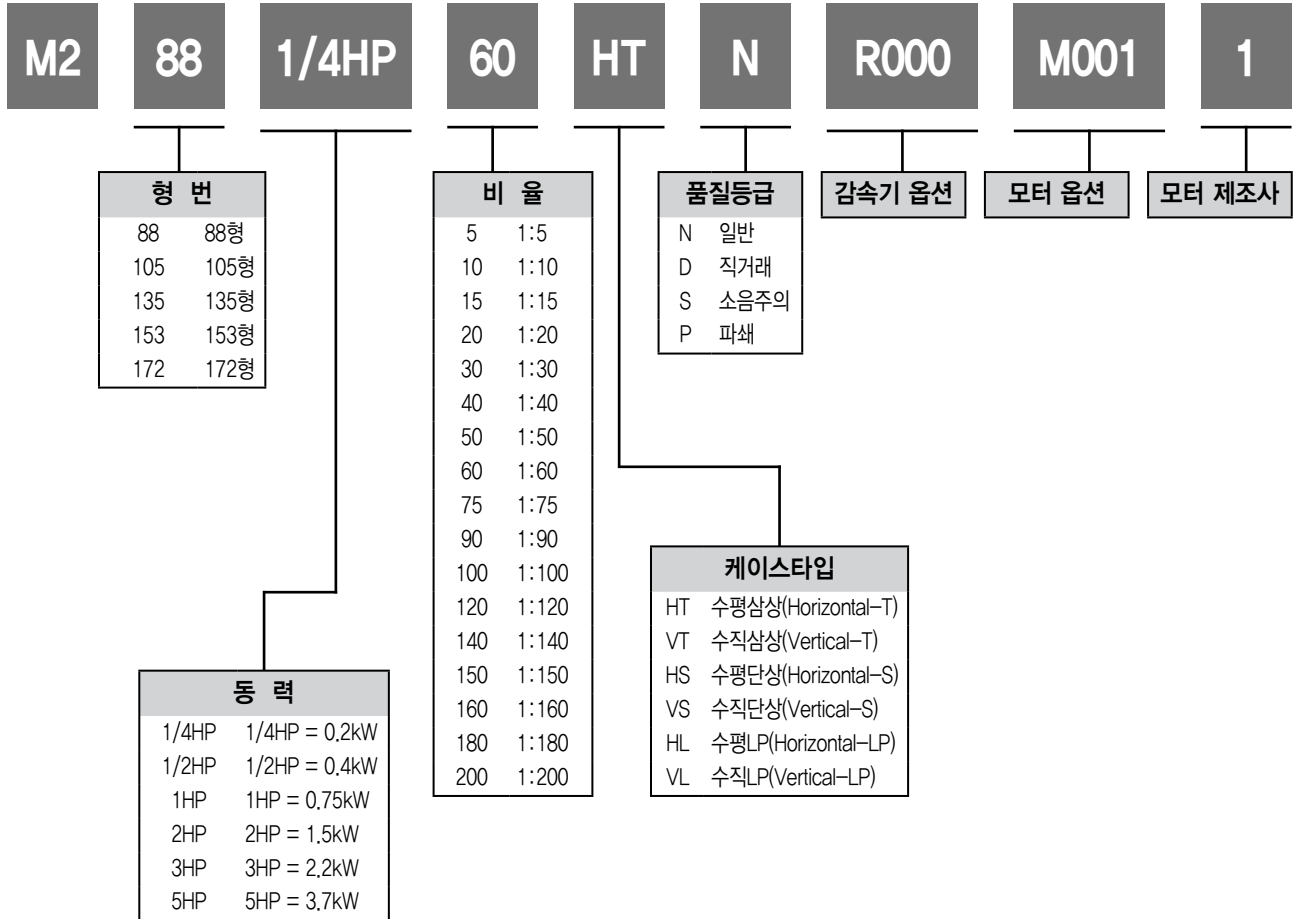 M2 88 1/4HP 60 HT N R000 M001 1
형 번
88 88형
105 105형
135 135형
153 153형
172 172형
동 력
1/4HP 1/4HP = 0.2kW
1/2HP 1/2HP = 0.4kW
1HP 1HP = 0.75kW
2HP 2HP = 1.5kW
3HP 3HP = 2.2kW
5HP 5HP = 3.7kW
비 율
5 1:5
10 1:10
15 1:15
20 1:20
30 1:30
40 1:40
50 1:50
60 1:60
75 1:75
90 1:90
100 1:100
120 1:120
140 1:140
150 1:150
160 1:160
180 1:180
200 1:200
케이스타입
HT 수평삼상(Horizontal-T)
VT 수직삼상(Vertical-T)
HS 수평단상(Horizontal-S)
VS 수직단상(Vertical-S)
HL 수평LP(Horizontal-LP)
VL 수직LP(Vertical-LP)
품질등급
N 일반
D 직거래
S 소음주의
P 파쇄
감속기 옵션
모터 옵션
모터 제조사